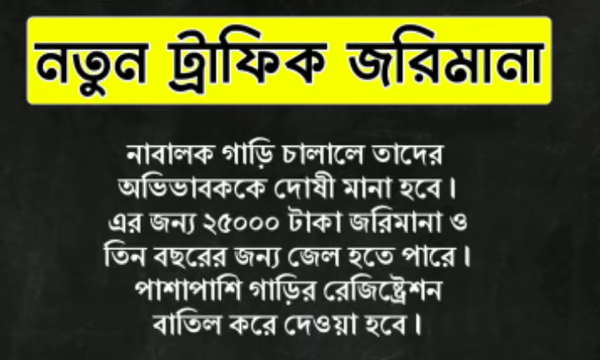 নতুন ট্রাফিক জরিমানা
নাবালক গাড়ি চালালে তাদের
অভিভাবককে দোষী মানা হবে।
এর জন্য ২৫০০০ টাকা জরিমানা ও
তিন বছরের জন্য জেল হতে পারে।
পাশাপাশি গাড়ির রেজিষ্ট্রেশন
বাতিল করে দেওয়া হবে।